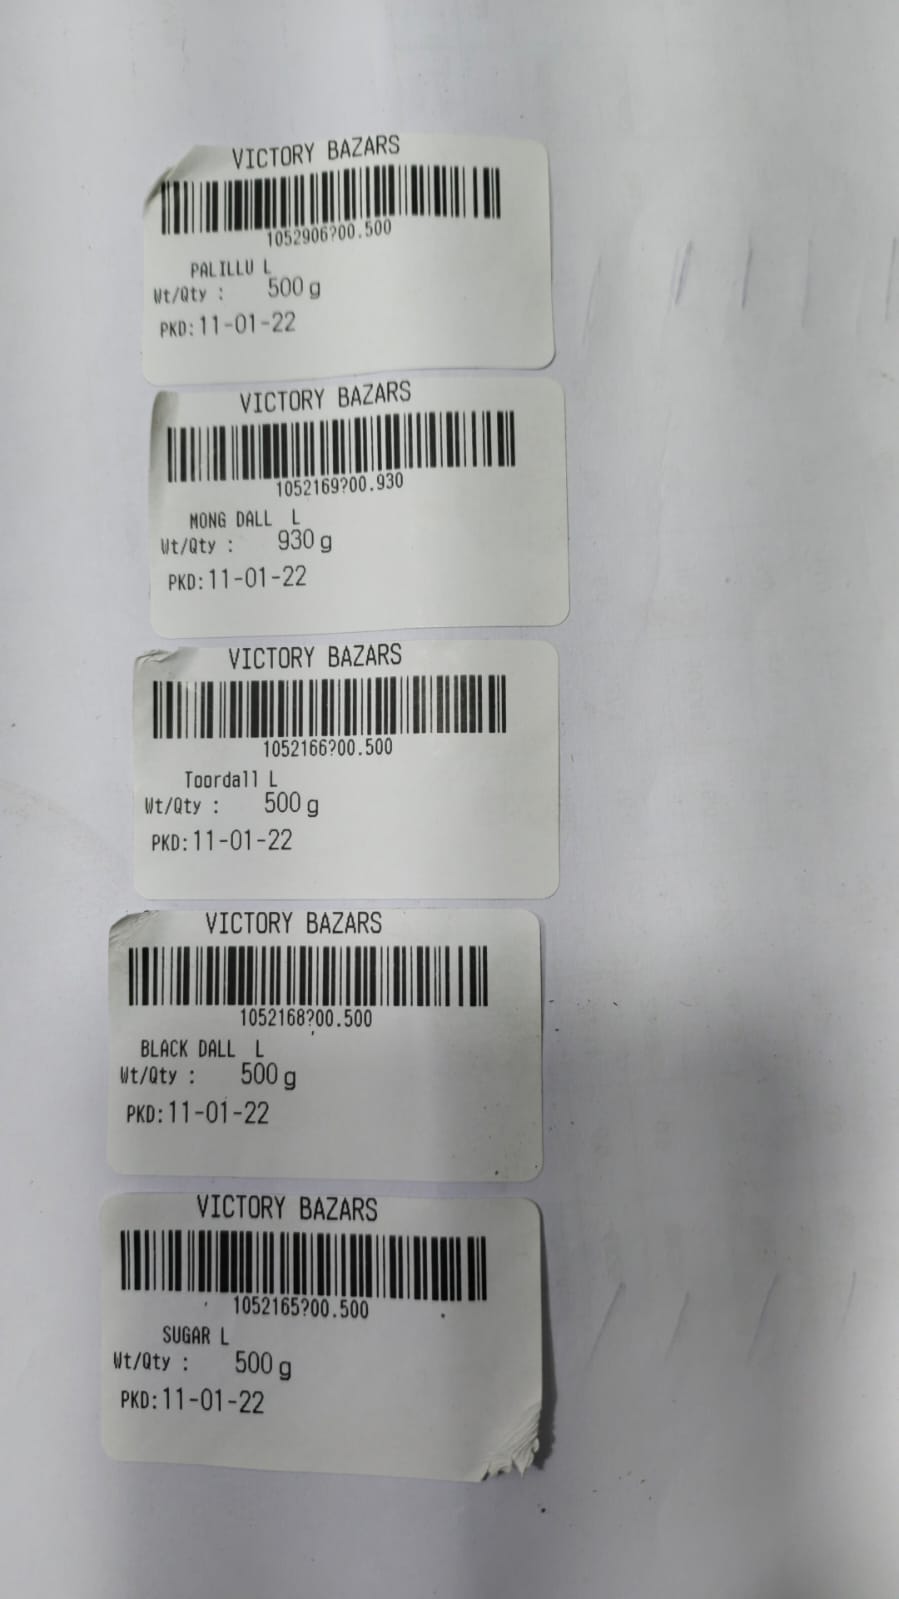 VICTORY BAZARS
1052906?00.500
PALILLU L
Wt/Qty : 500 g
PKD: 11-01-22
VICTORY BAZARS
1052169?00.930
MONG DALL L
Wt/Qty : 930 g
PKD: 11-01-22
VICTORY BAZARS
1052166?00.500
Toordall L
Wt/Qty : 500 g
PKD: 11-01-22
VICTORY BAZARS
1052168?00.500
BLACK DALL L
Wt/Qty : 500 g
PKD: 11-01-22
VICTORY BAZARS
1052165?00.500
SUGAR L
Wt/Qty : 500 g
PKD: 11-01-22